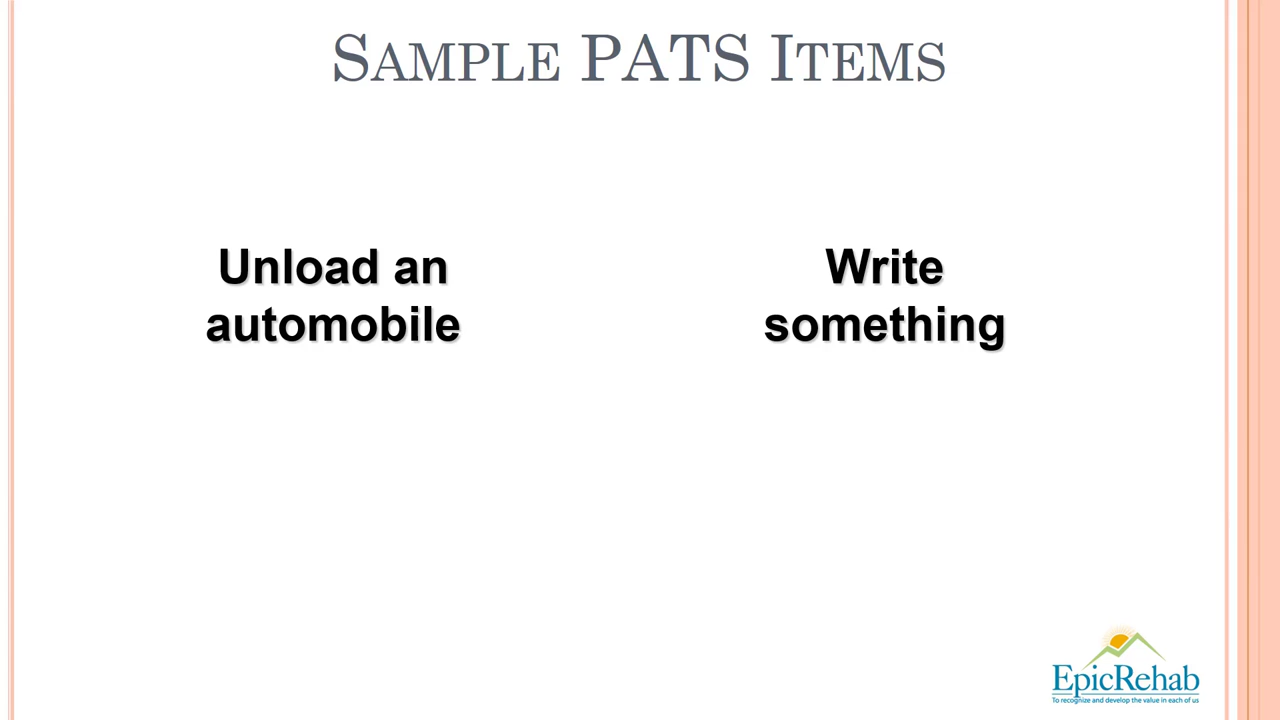 Sample PATS Items
Unload an
automobile
Write
something
EpicRehab
To recognize and develop the value in each of us